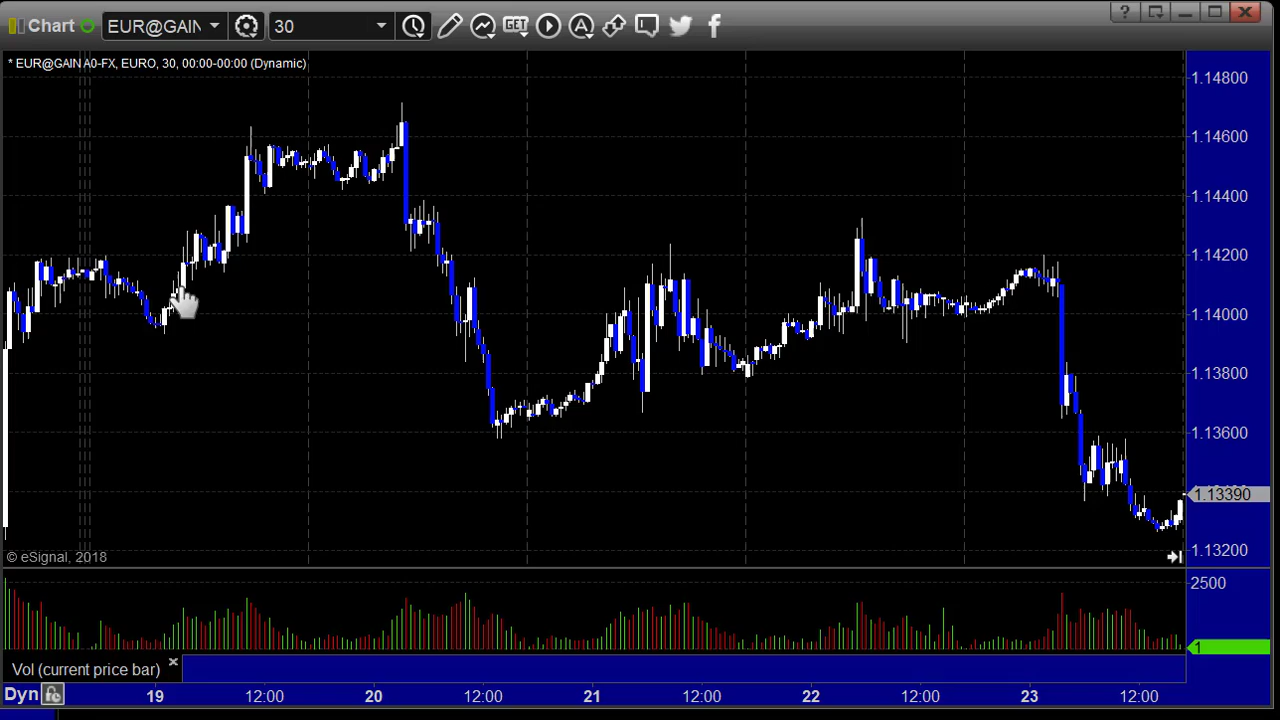 Chart EUR@GAIN 30 GET A ?
* EUR@GAIN A0-FX, EURO, 30, 00:00-00:00 (Dynamic)
1.14800
1.14600
1.14400
1.14200
1.14000
1.13800
1.13600
1.13390
1.13200
© eSignal, 2018
2500
1
Vol (current price bar)
Dyn 19 12:00 20 12:00 21 12:00 22 12:00 23 12:00